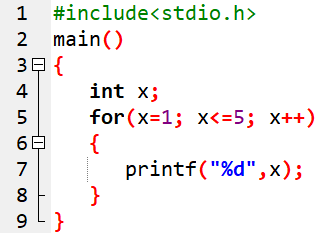 1 #include<stdio.h>
2 main()
3 {
4 int x;
5 for(x=1; x<=5; x++)
6 {
7 printf("%d",x);
8 }
9 }